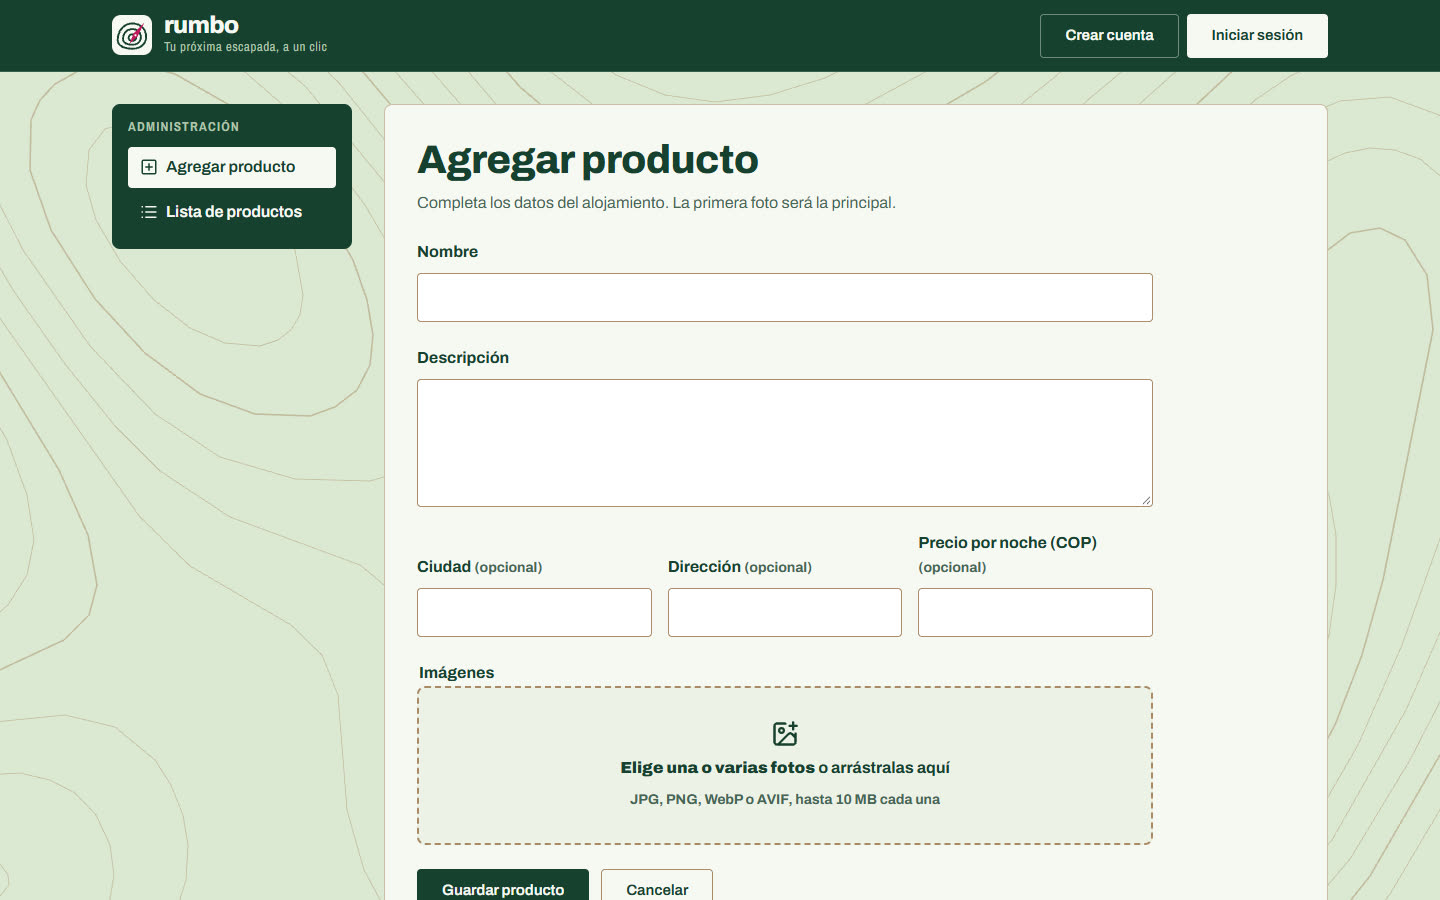 rumbo
Tu próxima escapada, a un clic
Crear cuenta
Iniciar sesión
ADMINISTRACIÓN
Agregar producto
Lista de productos
Agregar producto
Completa los datos del alojamiento. La primera foto será la principal.
Nombre
Descripción
Ciudad (opcional)
Dirección (opcional)
Precio por noche (COP)
(opcional)
Imágenes
Elige una o varias fotos o arrástralas aquí
JPG, PNG, WebP o AVIF, hasta 10 MB cada una
Guardar producto
Cancelar